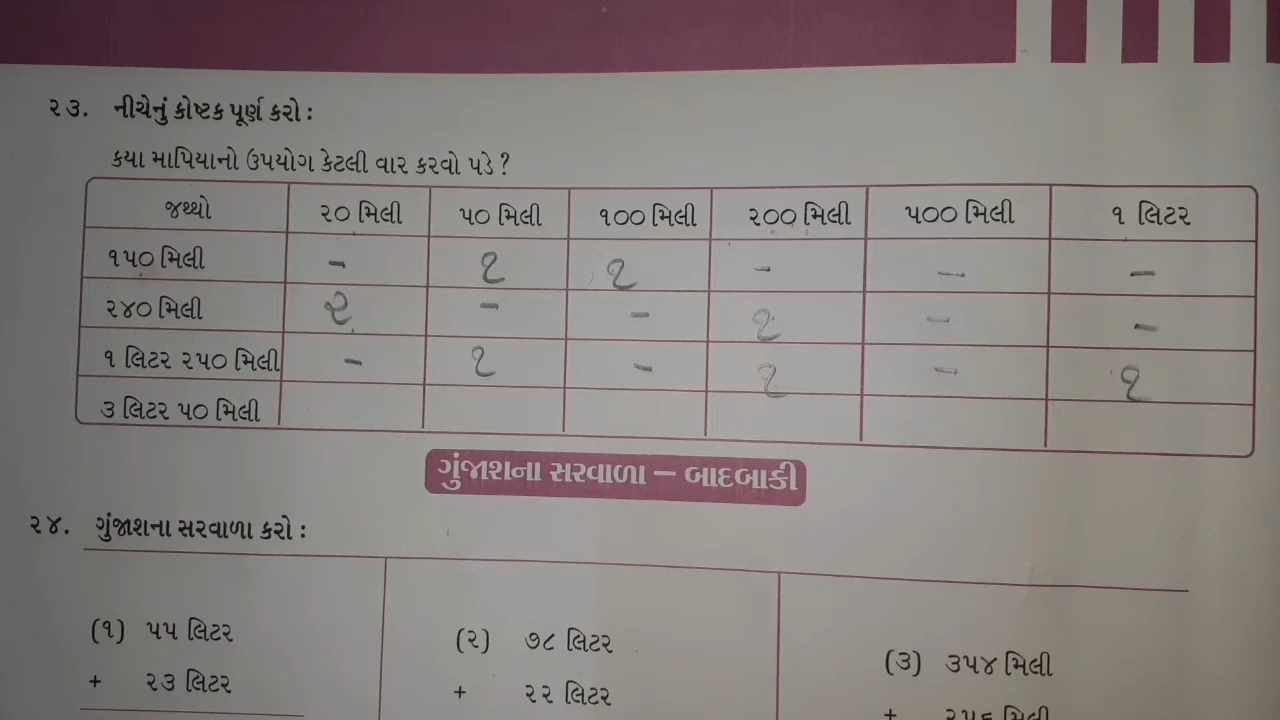 ૨૩. નીચેનું કોષ્ટક પૂર્ણ કરો :
કયા માપિયાનો ઉપયોગ કેટલી વાર કરવો પડે ?
જથ્થો ૨૦ મિલી ૫૦ મિલી ૧૦૦ મિલી ૨૦૦ મિલી ૫૦૦ મિલી ૧ લિટર
૧૫૦ મિલી - ૧ ૧ - - -
૨૪૦ મિલી ૨ - - ૧ - -
૧ લિટર ૨૫૦ મિલી - ૧ - ૧ - ૧
૩ લિટર ૫૦ મિલી
ગુંજાશના સરવાળા – બાદબાકી
૨૪. ગુંજાશના સરવાળા કરો :
(૧) ૫૫ લિટર (૨) ૭૮ લિટર (૩) ૩૫૪ મિલી
+ ૨૩ લિટર + ૨૨ લિટર + ૨૫૬ મિલી